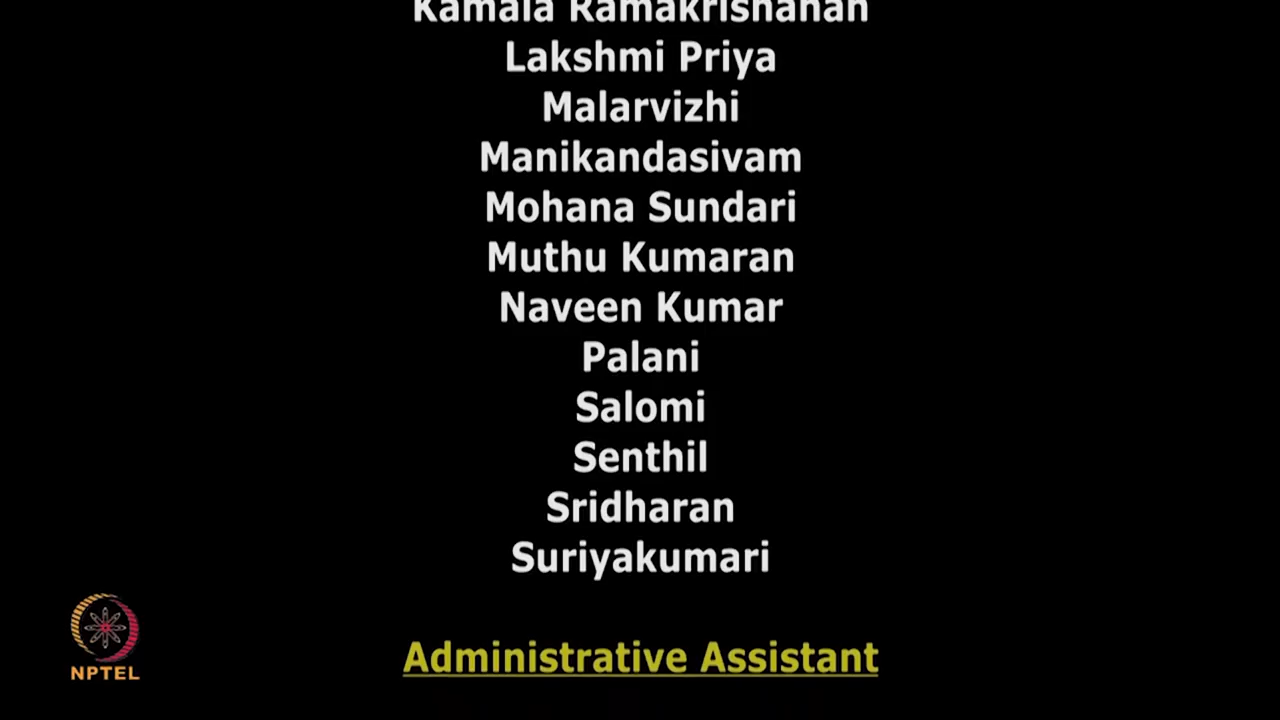 Kamala Ramakrishanan
Lakshmi Priya
Malarvizhi
Manikandasivam
Mohana Sundari
Muthu Kumaran
Naveen Kumar
Palani
Salomi
Senthil
Sridharan
Suriyakumari
Administrative Assistant
NPTEL